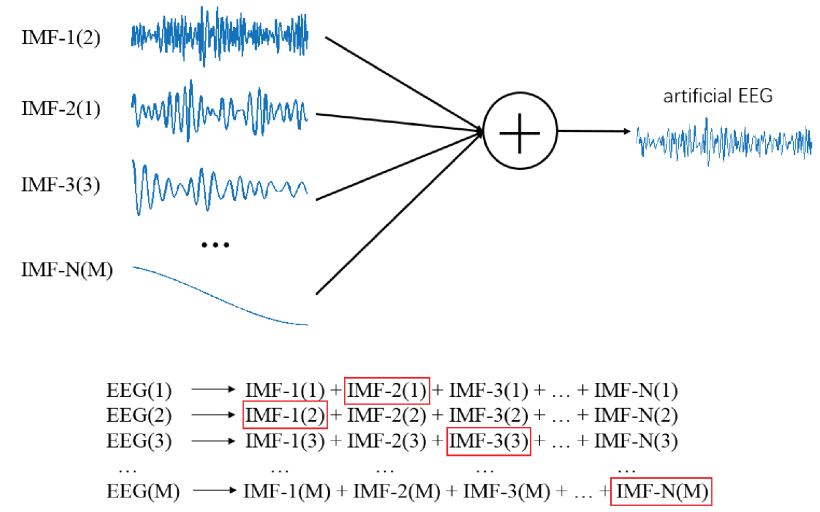 IMF-1(2)
IMF-2(1)
artificial EEG
IMF-3(3)
...
IMF-N(M)
EEG(1) → IMF-1(1) + IMF-2(1) + IMF-3(1) + … + IMF-N(1)
EEG(2) → IMF-1(2) + IMF-2(2) + IMF-3(2) + … + IMF-N(2)
EEG(3) → IMF-1(3) + IMF-2(3) + IMF-3(3) + … + IMF-N(3)
… … … … …
EEG(M) → IMF-1(M) + IMF-2(M) + IMF-3(M) + … + IMF-N(M)